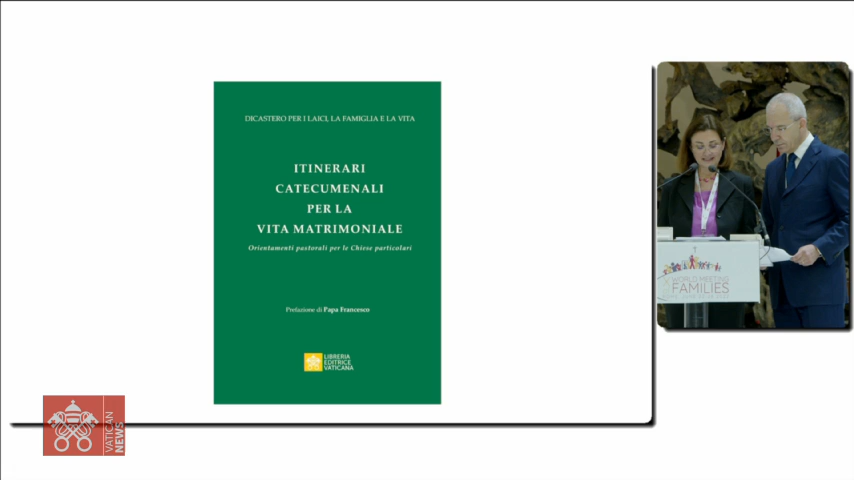 DICASTERO PER I LAICI, LA FAMIGLIA E LA VITA
ITINERARI
CATECUMENALI
PER LA
VITA MATRIMONIALE
Orientamenti pastorali per le Chiese particolari
Prefazione di Papa Francesco
LIBRERIA
EDITRICE
VATICANA
WORLD MEETING
FAMILIES
VATICAN
NEWS